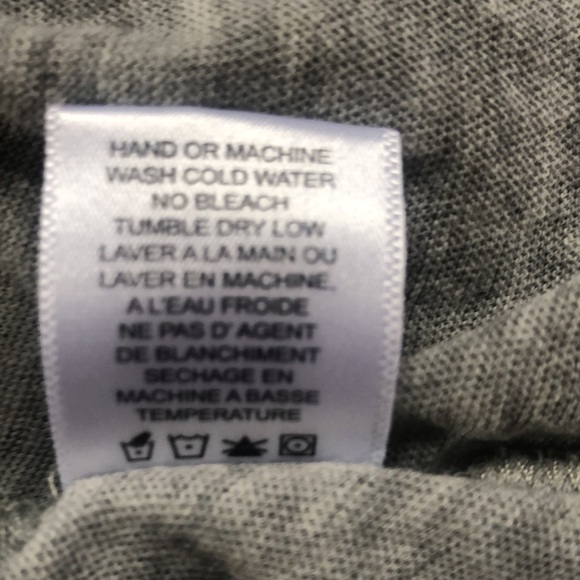 HAND OR MACHINE
WASH COLD WATER
NO BLEACH
TUMBLE DRY LOW
LAVER A LA MAIN OU
LAVER EN MACHINE,
A L'EAU FROIDE
NE PAS D'AGENT
DE BLANCHIMENT
SECHAGE EN
MACHINE A BASSE
TEMPERATURE